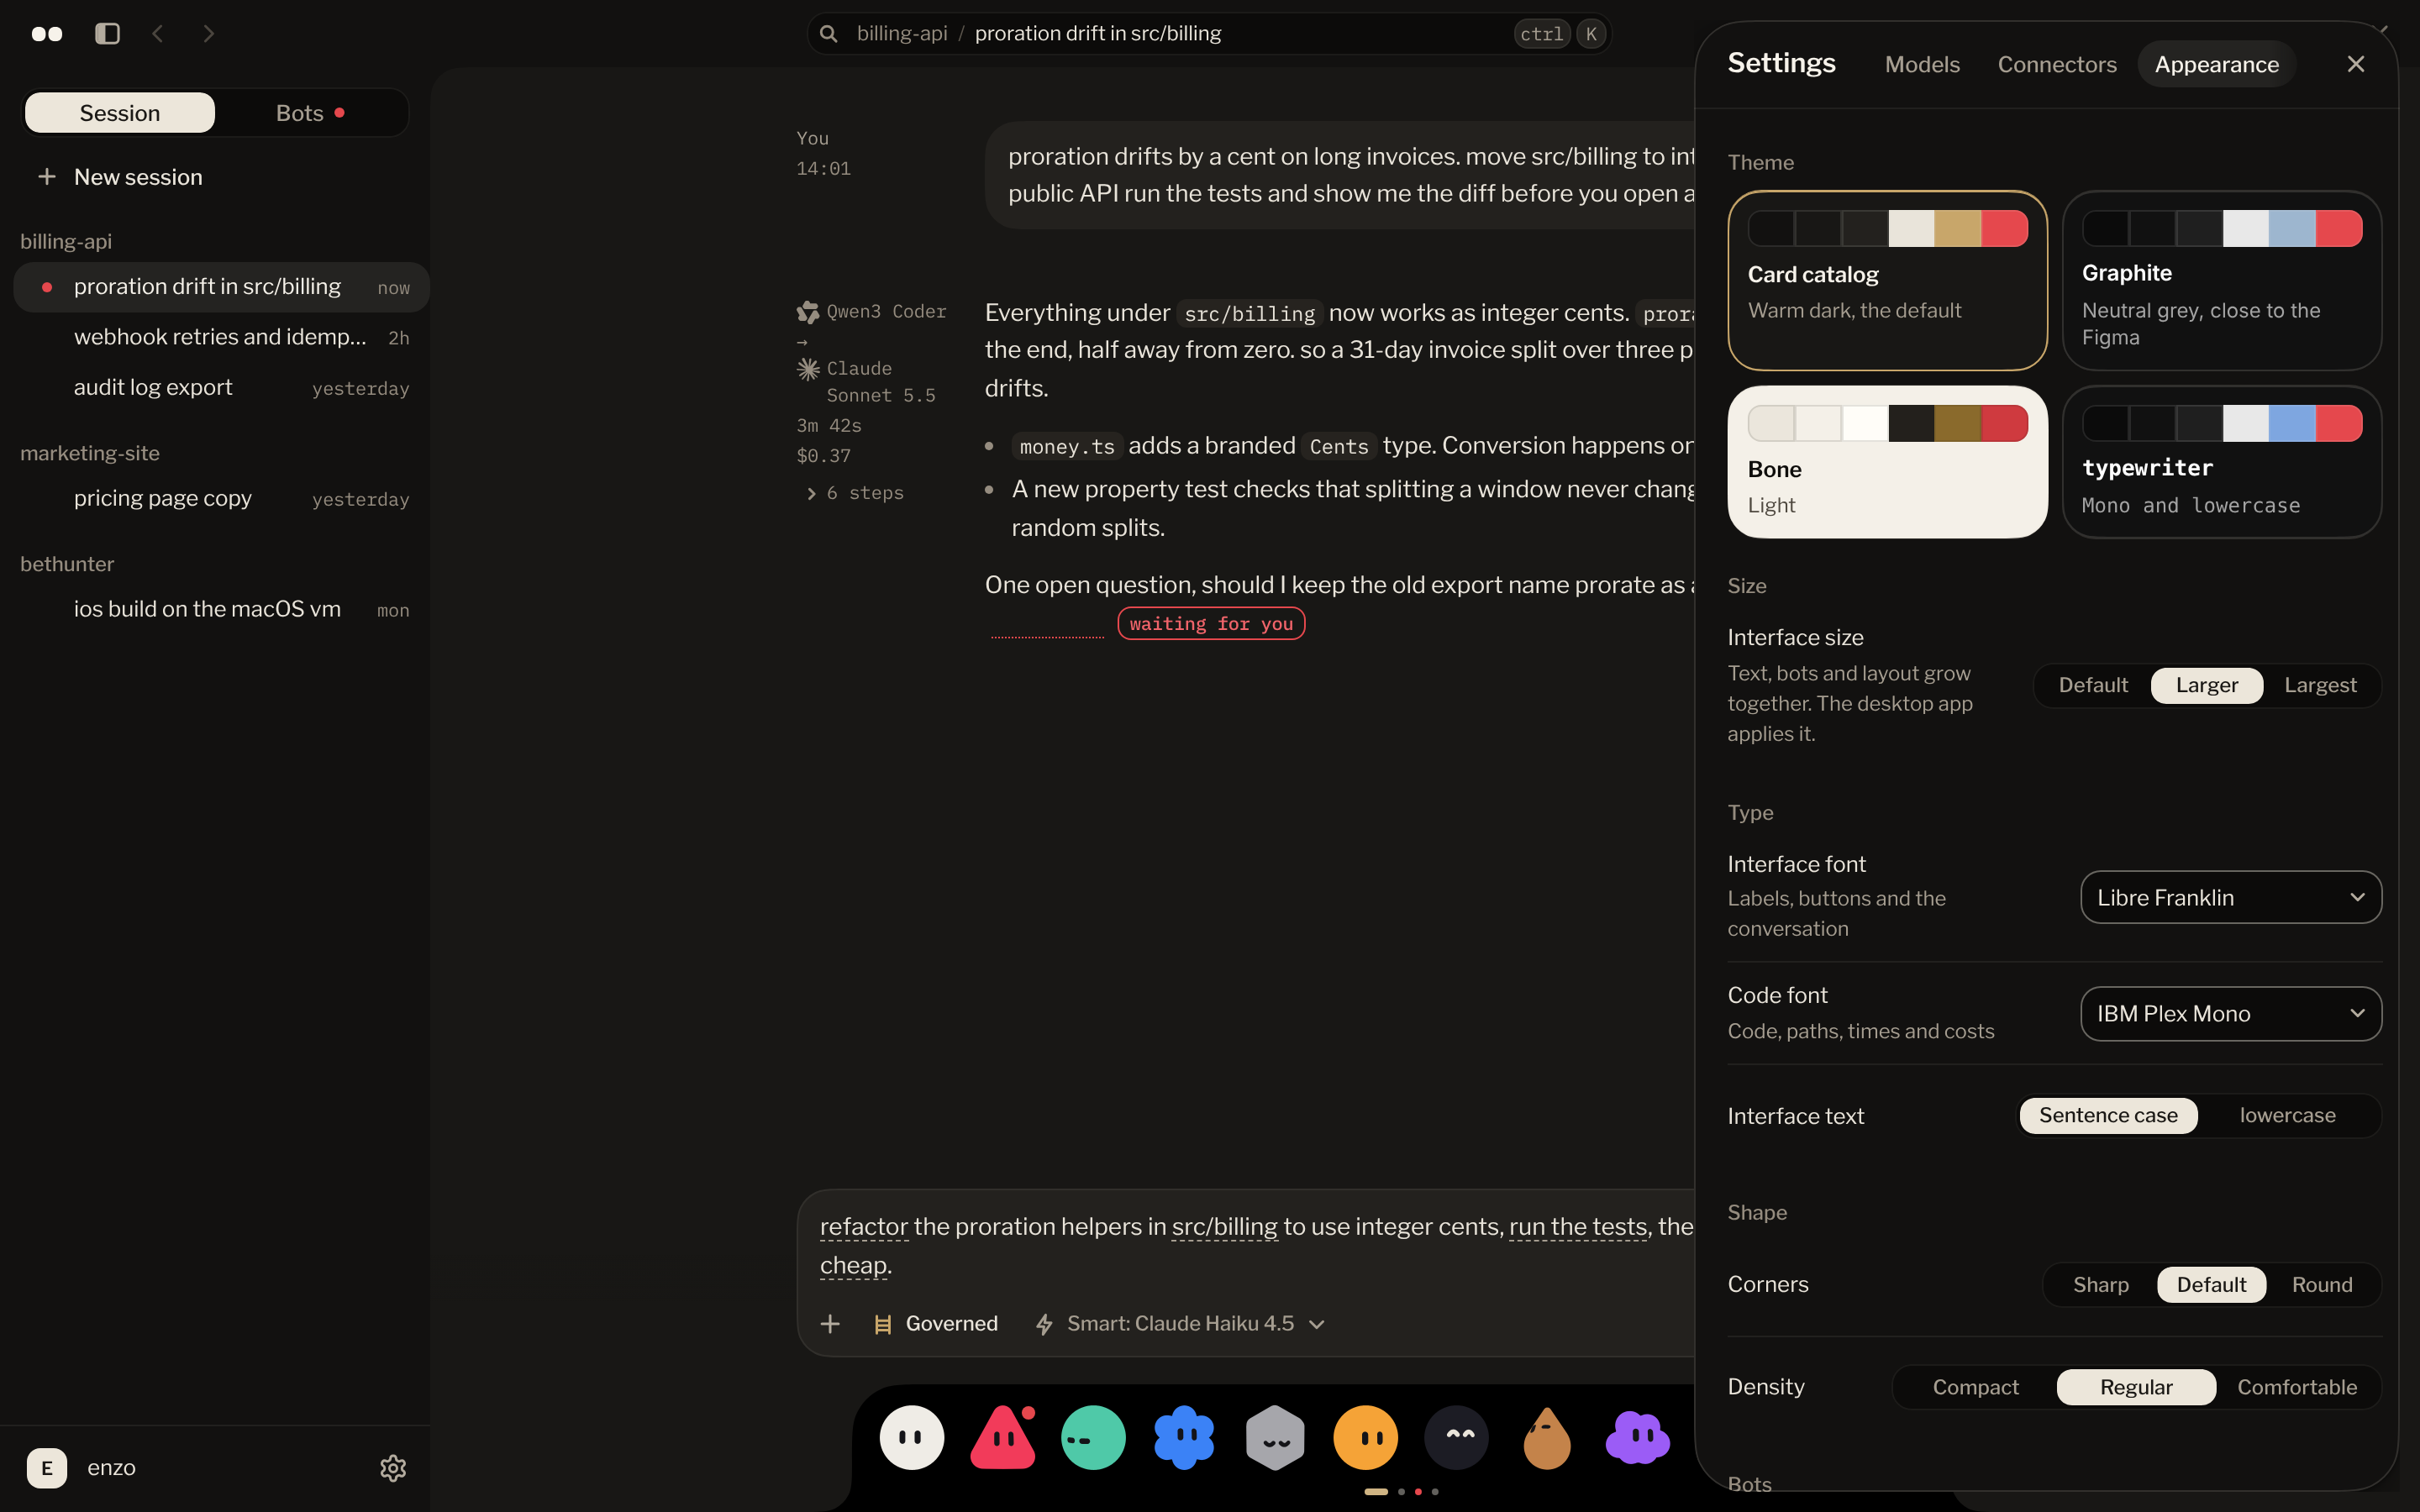 billing-api / proration drift in src/billing
ctrl K
Session
Bots
New session
billing-api
proration drift in src/billing now
webhook retries and idemp... 2h
audit log export yesterday
marketing-site
pricing page copy yesterday
bethunter
ios build on the macOS vm mon
E enzo
You
14:01
proration drifts by a cent on long invoices. move src/billing to int
public API run the tests and show me the diff before you open a
Qwen3 Coder
→
Claude
Sonnet 5.5
3m 42s
$0.37
6 steps
Everything under src/billing now works as integer cents. prora
the end, half away from zero. so a 31-day invoice split over three p
drifts.
• money.ts adds a branded Cents type. Conversion happens on
• A new property test checks that splitting a window never chang
random splits.
One open question, should I keep the old export name prorate as a
waiting for you
refactor the proration helpers in src/billing to use integer cents, run the tests, the
cheap.
Governed
Smart: Claude Haiku 4.5
Settings
Models
Connectors
Appearance
Theme
Card catalog
Warm dark, the default
Graphite
Neutral grey, close to the
Figma
Bone
Light
typewriter
Mono and lowercase
Size
Interface size
Text, bots and layout grow
together. The desktop app
applies it.
Default Larger Largest
Type
Interface font
Labels, buttons and the
conversation
Libre Franklin
Code font
Code, paths, times and costs
IBM Plex Mono
Interface text
Sentence case lowercase
Shape
Corners
Sharp Default Round
Density
Compact Regular Comfortable
Bots